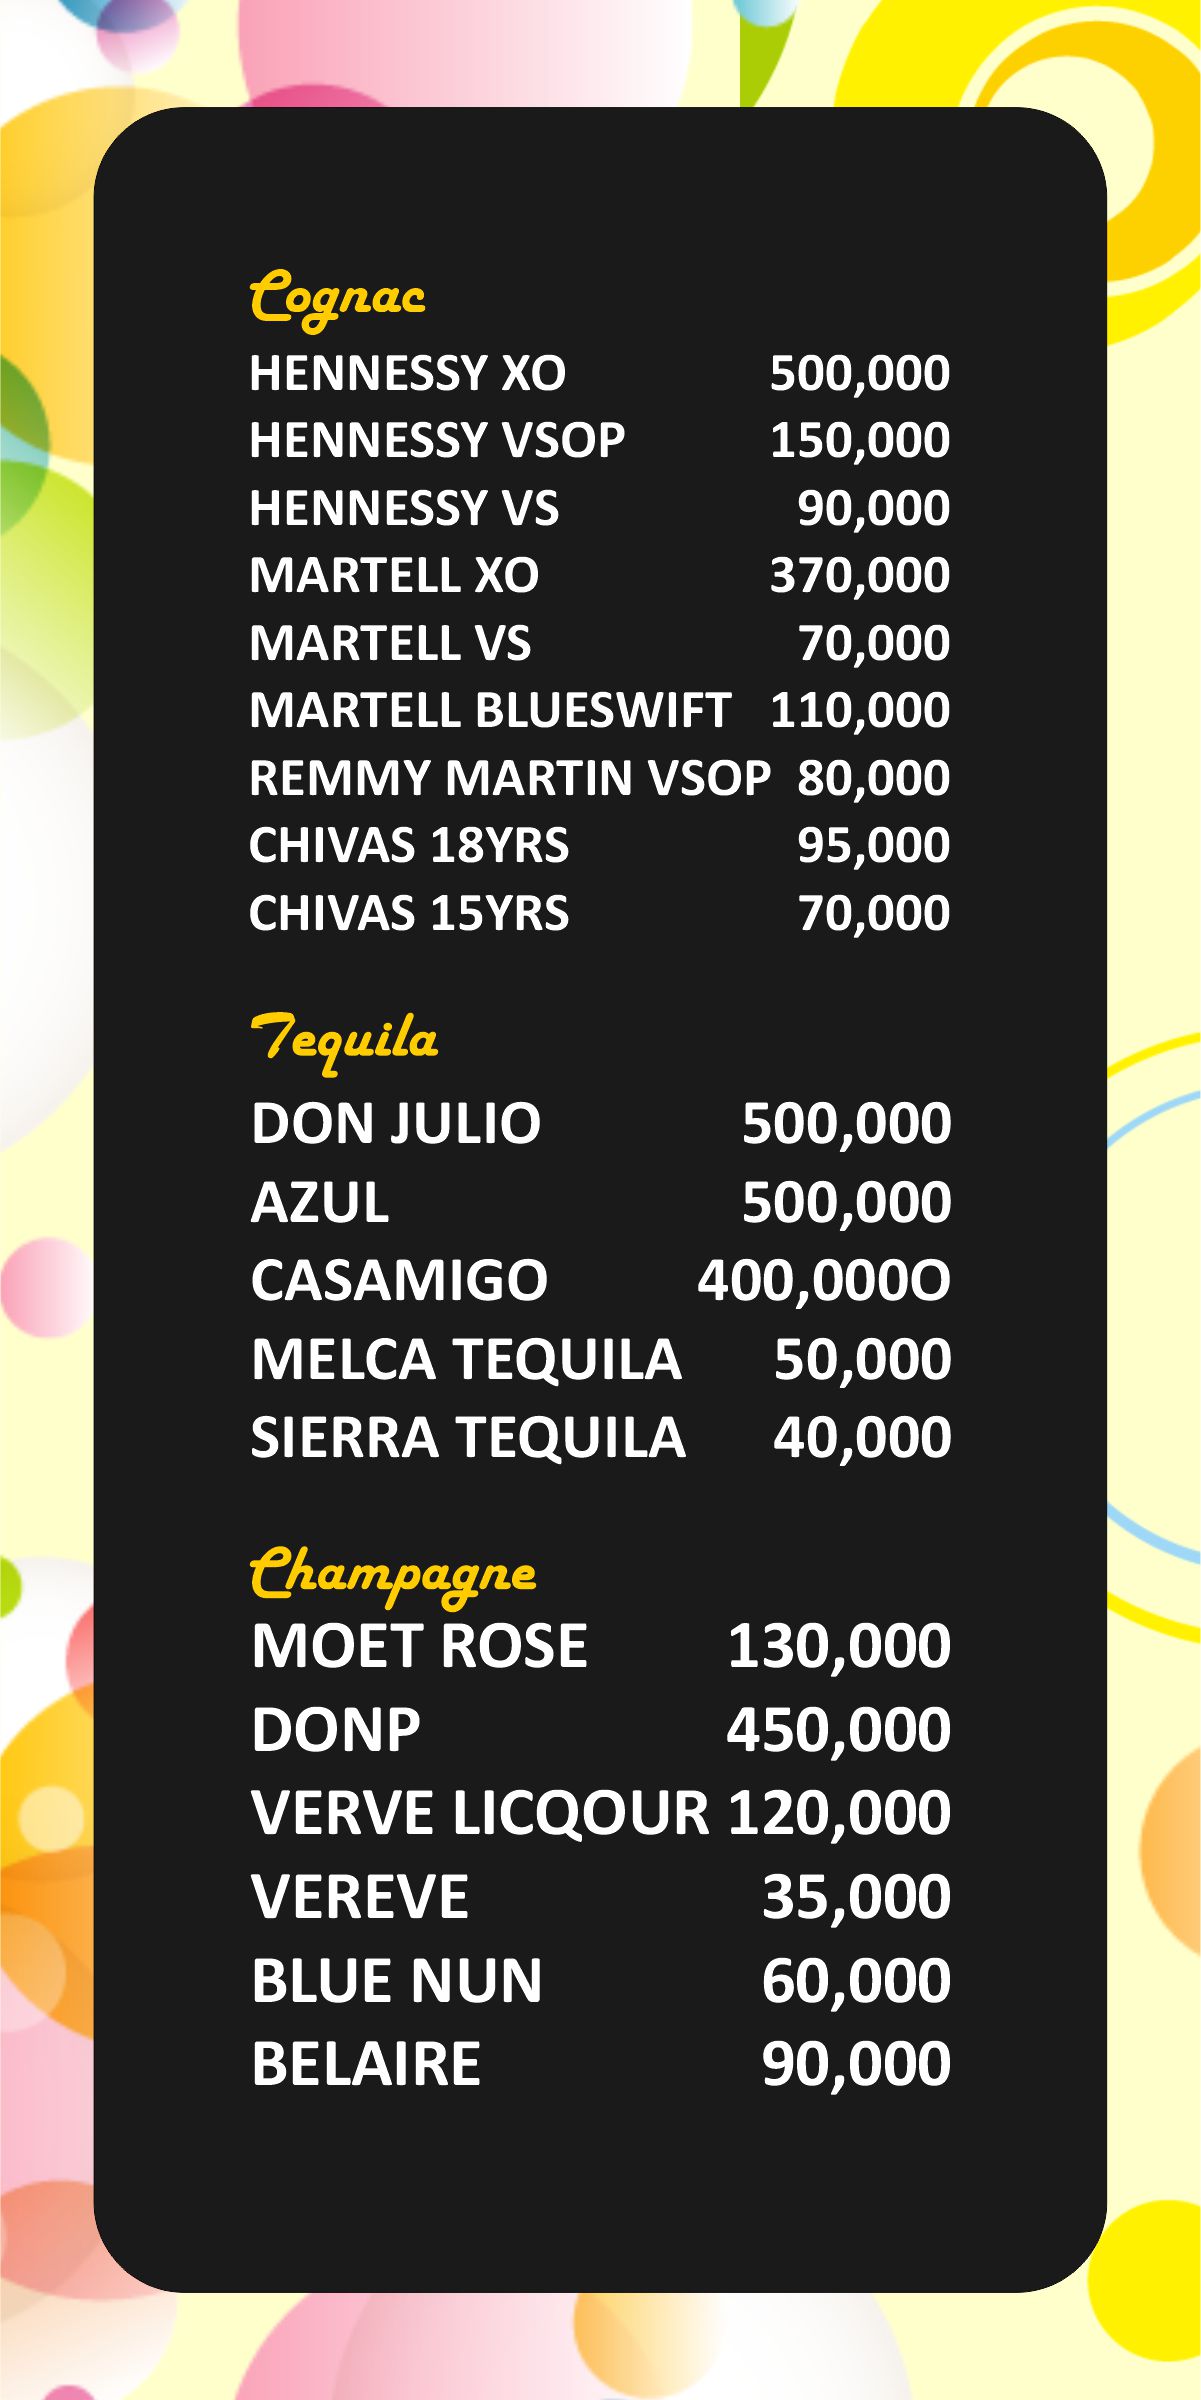 Cognac
HENNESSY XO 500,000
HENNESSY VSOP 150,000
HENNESSY VS 90,000
MARTELL XO 370,000
MARTELL VS 70,000
MARTELL BLUESWIFT 110,000
REMMY MARTIN VSOP 80,000
CHIVAS 18YRS 95,000
CHIVAS 15YRS 70,000
Tequila
DON JULIO 500,000
AZUL 500,000
CASAMIGO 400,000O
MELCA TEQUILA 50,000
SIERRA TEQUILA 40,000
Champagne
MOET ROSE 130,000
DONP 450,000
VERVE LICQOUR 120,000
VEREVE 35,000
BLUE NUN 60,000
BELAIRE 90,000